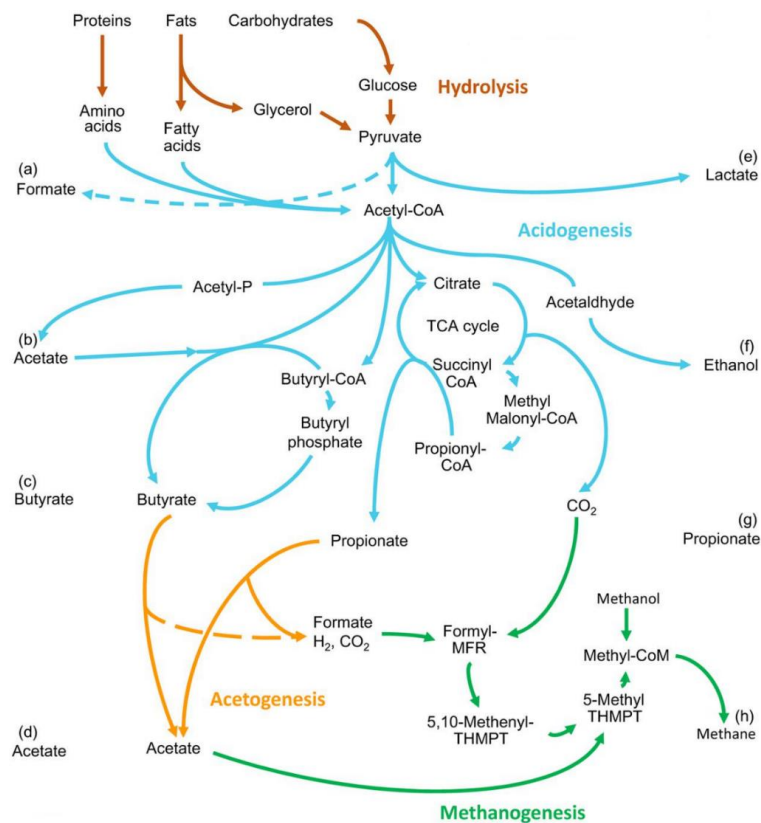 Proteins
Fats
Carbohydrates
Glucose
Hydrolysis
Amino
acids
Fatty
acids
Glycerol
Pyruvate
(a)
Formate
(e)
Lactate
Acetyl-CoA
Acidogenesis
Acetyl-P
Citrate
Acetaldhyde
TCA cycle
(b)
Acetate
(f)
Ethanol
Butyryl-CoA
Succinyl
CoA
Methyl
Malonyl-CoA
Butyryl
phosphate
Propionyl-
CoA
(c)
Butyrate
Butyrate
CO₂
(g)
Propionate
Propionate
Methanol
Formate
H₂, CO₂
Formyl-
MFR
Methyl-CoM
Acetogenesis
5-Methyl
THMPT
5,10-Methenyl-
THMPT
(h)
Methane
(d)
Acetate
Acetate
Methanogenesis